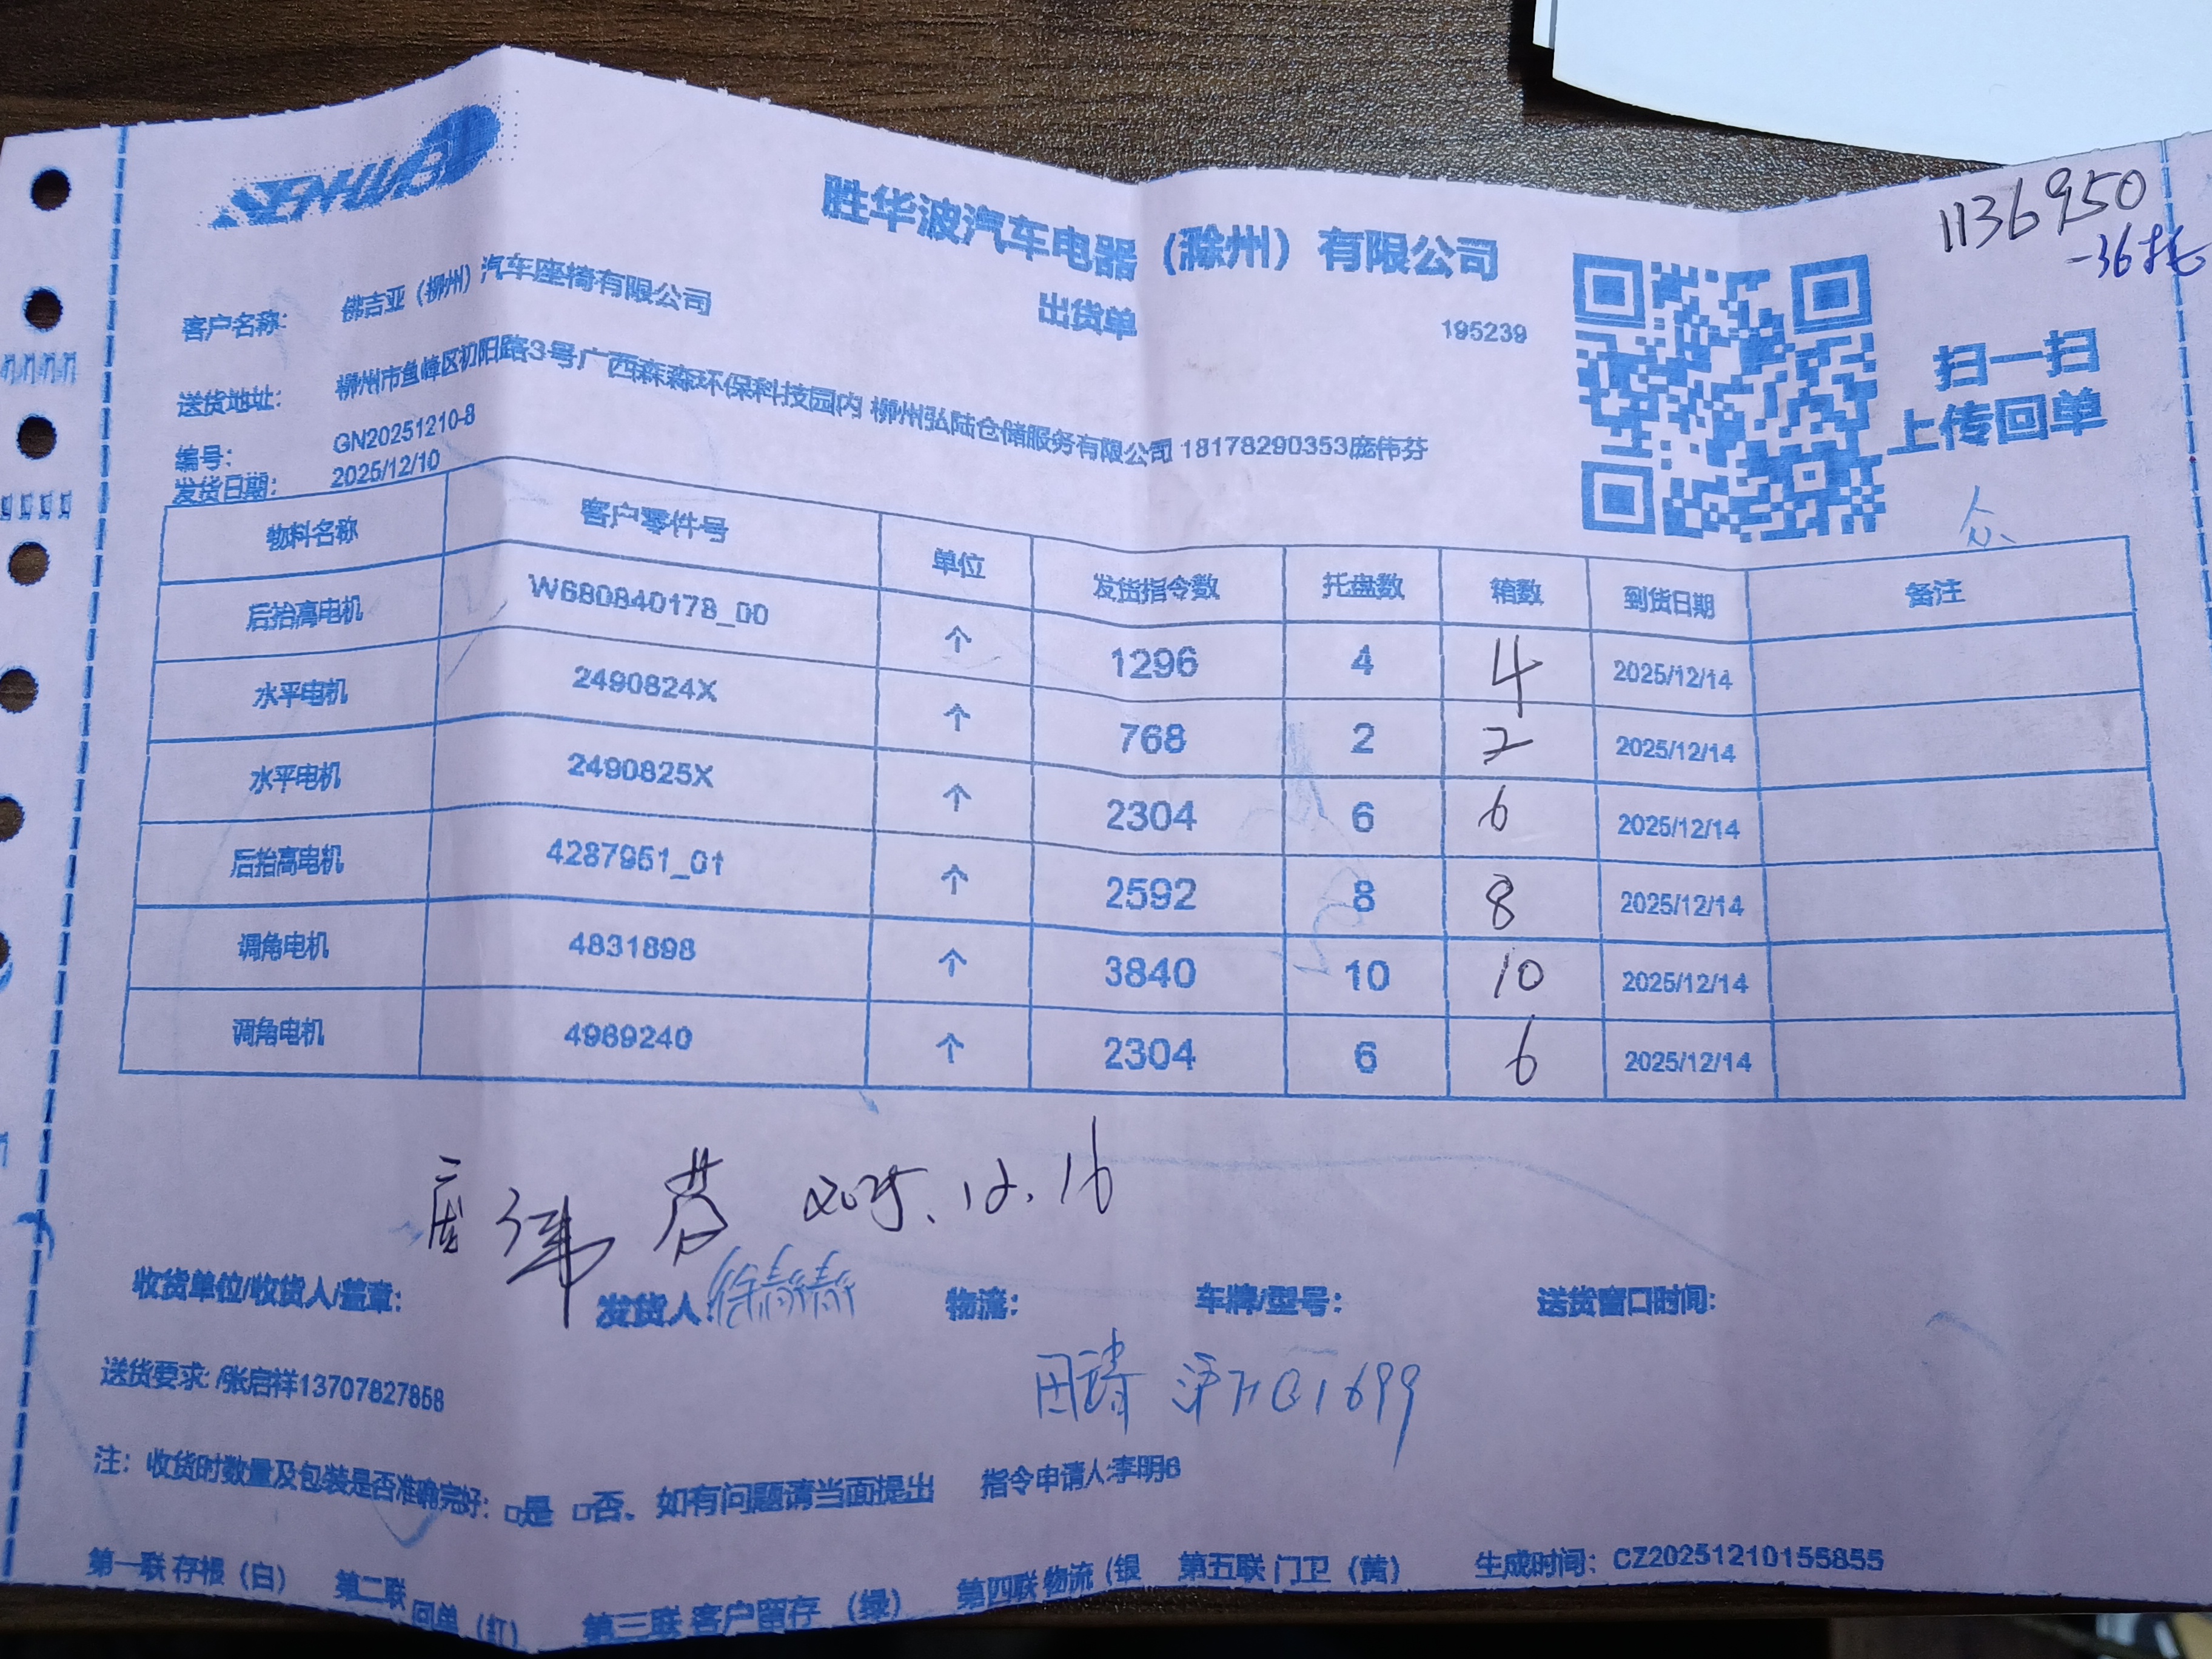 SENHWABO
1136950
-36托
胜华波汽车电器（滁州）有限公司
出货单
195239
扫一扫
上传回单
客户名称： 佛吉亚（柳州）汽车座椅有限公司
送货地址： 柳州市鱼峰区初阳路3号广西森淼环保科技园内 柳州弘陆仓储服务有限公司 18178290353庞伟芬
编号： GN20251210-8
发货日期： 2025/12/10
物料名称 客户零件号 单位 发货指令数 托盘数 箱数 到货日期 备注
后抬高电机 W680840178_00 个 1296 4 4 2025/12/14
水平电机 2490824X 个 768 2 2 2025/12/14
水平电机 2490825X 个 2304 6 6 2025/12/14
后抬高电机 4287951_01 个 2592 8 8 2025/12/14
调角电机 4831898 个 3840 10 10 2025/12/14
调角电机 4969240 个 2304 6 6 2025/12/14
2025.12.16
收货单位/收货人/盖章： 发货人：徐青青 物流： 车牌/型号： 送货窗口时间：
送货要求：/张启祥13707827858
注：收货时数量及包装是否准确完好：□是 □否、如有问题请当面提出 指令申请人:李明6
第一联 存根（白） 第二联 回单（红） 第三联 客户留存（绿） 第四联 物流（银 第五联 门卫（黄） 生成时间：CZ20251210155855